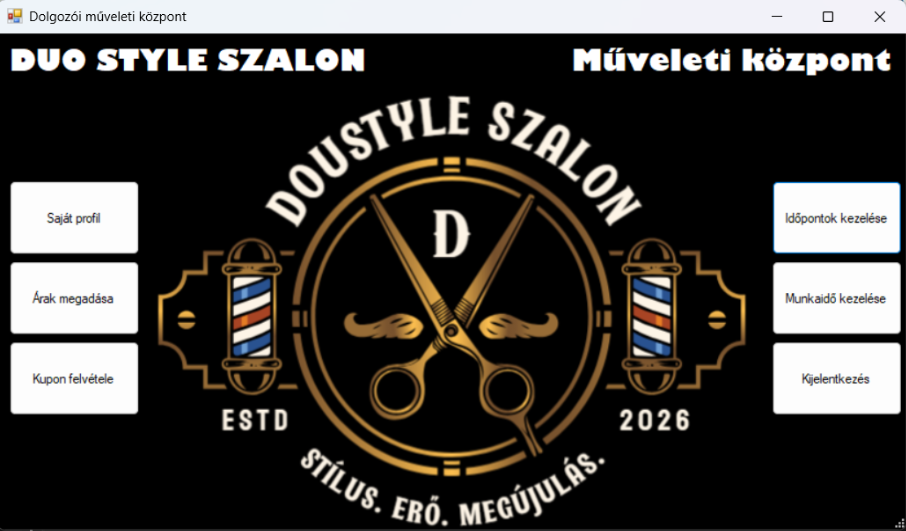 Dolgozói műveleti központ
DUO STYLE SZALON
Műveleti központ
DOUSTYLE SZALON
D
Saját profil
Időpontok kezelése
Árak megadása
Munkaidő kezelése
Kupon felvétele
Kijelentkezés
ESTD
2026
STÍLUS. ERŐ. MEGÚJULÁS.